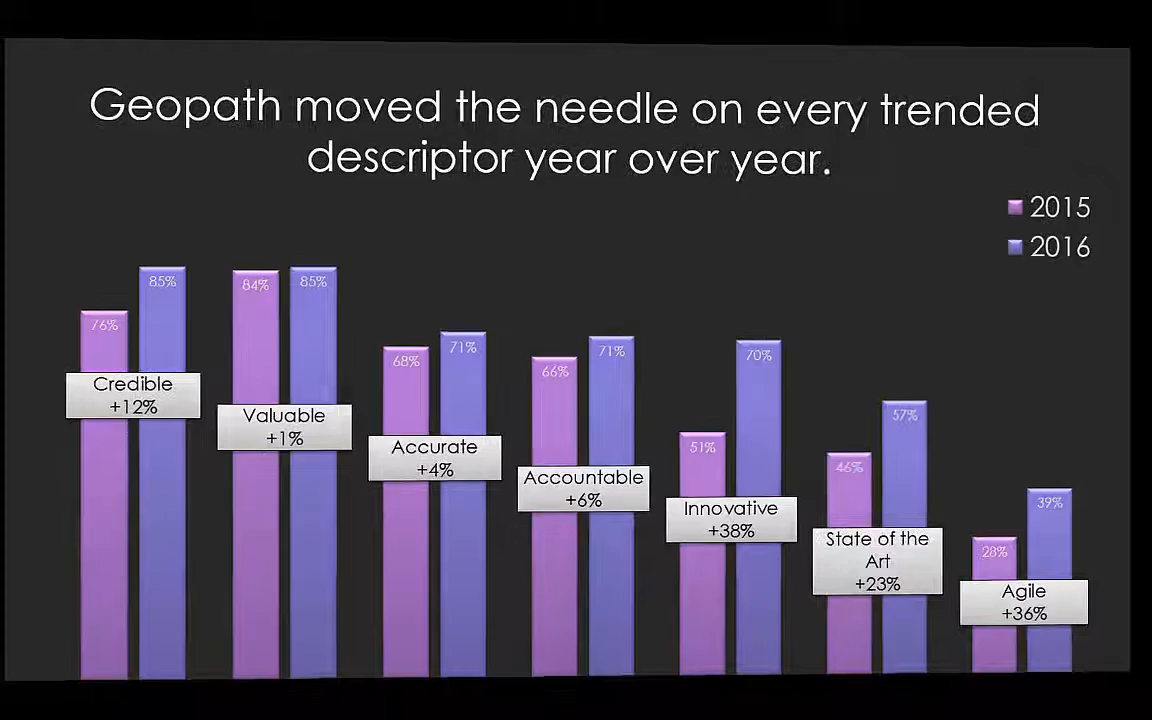 Geopath moved the needle on every trended
descriptor year over year.
2015
2016
76%
85%
84%
85%
68%
71%
66%
71%
51%
70%
46%
57%
28%
39%
Credible
+12%
Valuable
+1%
Accurate
+4%
Accountable
+6%
Innovative
+38%
State of the
Art
+23%
Agile
+36%